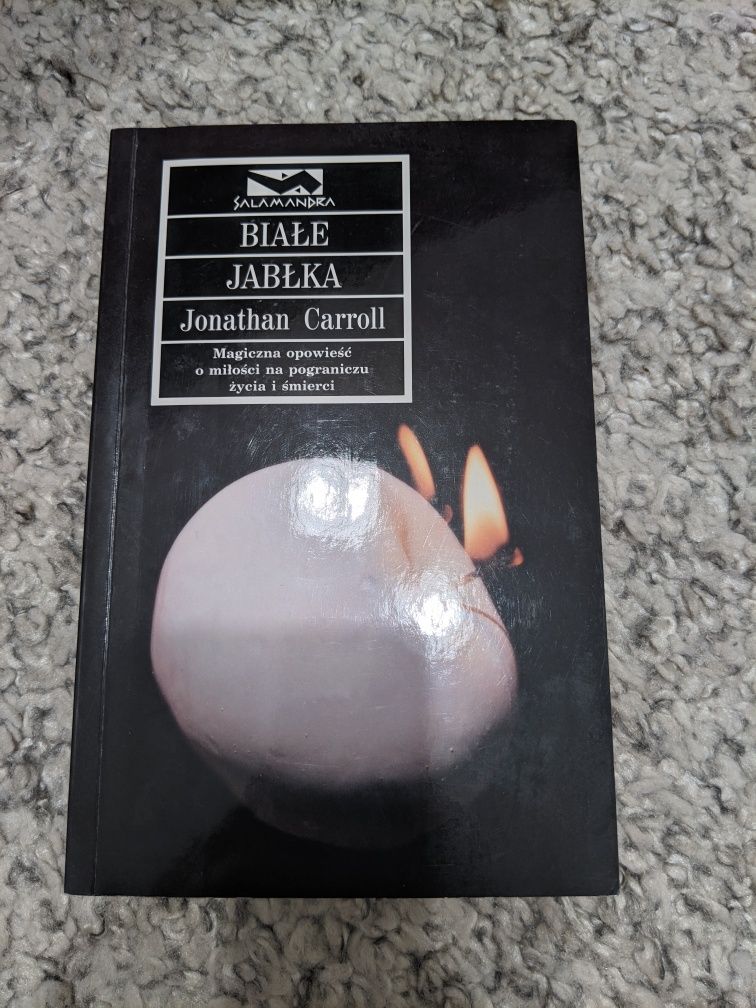 SALAMANDRA
BIAŁE
JABŁKA
Jonathan Carroll
Magiczna opowieść
o miłości na pograniczu
życia i śmierci